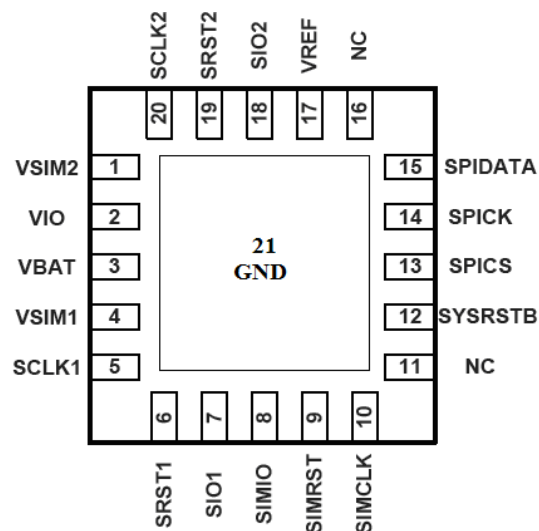 SCLK2
SRST2
SIO2
VREF
NC
20
19
18
17
16
VSIM2 1
VIO 2
VBAT 3
VSIM1 4
SCLK1 5
21
GND
15 SPIDATA
14 SPICK
13 SPICS
12 SYSRSTB
11 NC
6
7
8
9
10
SRST1
SIO1
SIMIO
SIMRST
SIMCLK